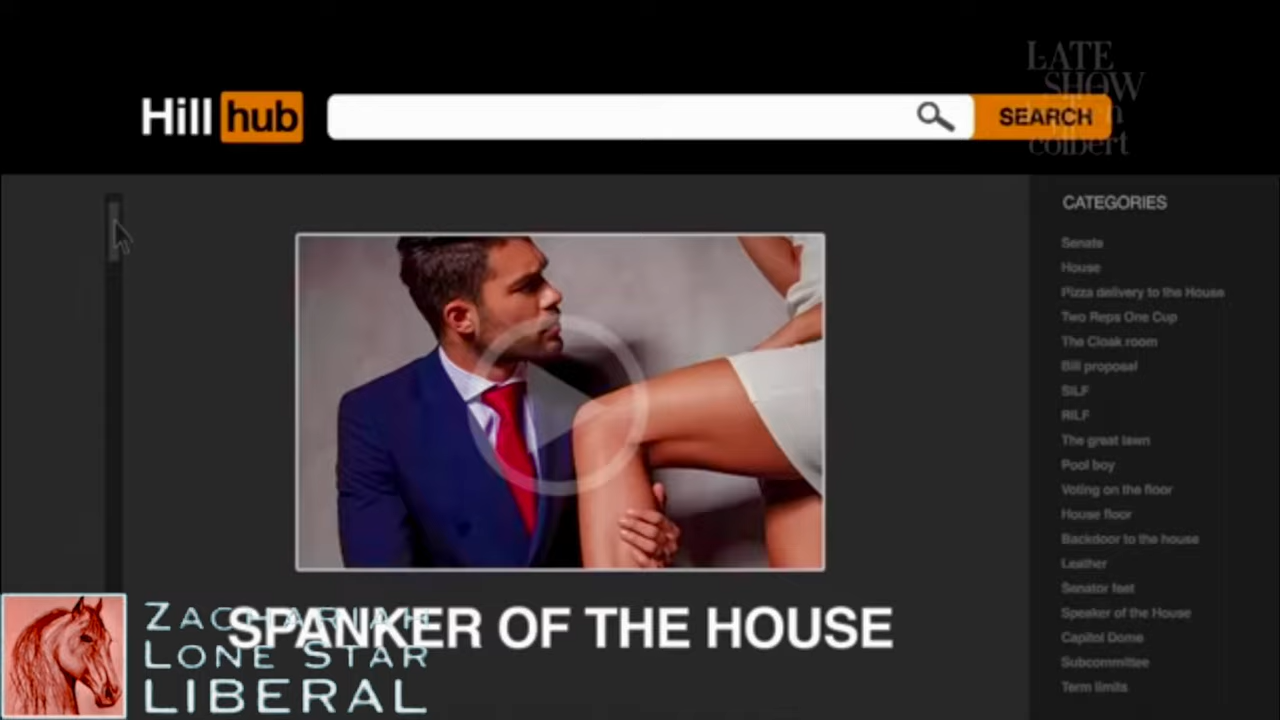 LATE
SHOW
colbert
Hill hub
SEARCH
CATEGORIES
Senate
House
Pizza delivery to the House
Two Reps One Cup
The Cloak room
Bill proposal
SILF
RILF
The great lawn
Pool boy
Voting on the floor
House floor
Backdoor to the house
Leather
Senator feet
Speaker of the House
Capitol Dome
Subcommittee
Term limits
SPANKER OF THE HOUSE
ZACHARIAH
LONE STAR
LIBERAL